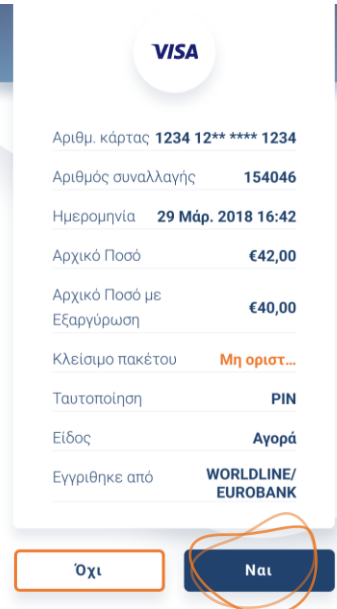 VISA
Αριθμ. κάρτας 1234 12** **** 1234
Αριθμός συναλλαγής 154046
Ημερομηνία 29 Μάρ. 2018 16:42
Αρχικό Ποσό €42,00
Αρχικό Ποσό με
Εξαργύρωση €40,00
Κλείσιμο πακέτου Μη οριστ...
Ταυτοποίηση PIN
Είδος Αγορά
Εγγριθηκε από WORLDLINE/
EUROBANK
Όχι Ναι